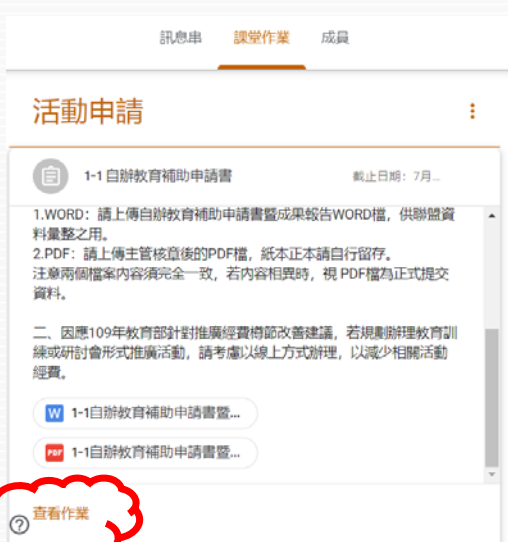 訊息串 課堂作業 成員
活動申請
1-1 自辦教育補助申請書 截止日期：7月...
1.WORD：請上傳自辦教育補助申請書暨成果報告WORD檔，供聯盟資
料彙整之用。
2.PDF：請上傳主管核章後的PDF檔，紙本正本請自行留存。
注意兩個檔案內容須完全一致，若內容相異時，視 PDF檔為正式提交
資料。
二、因應109年教育部針對推廣經費樽節改善建議，若規劃辦理教育訓
練或研討會形式推廣活動，請考慮以線上方式辦理，以減少相關活動
經費。
W 1-1自辦教育補助申請書暨...
PDF 1-1自辦教育補助申請書暨...
查看作業
?